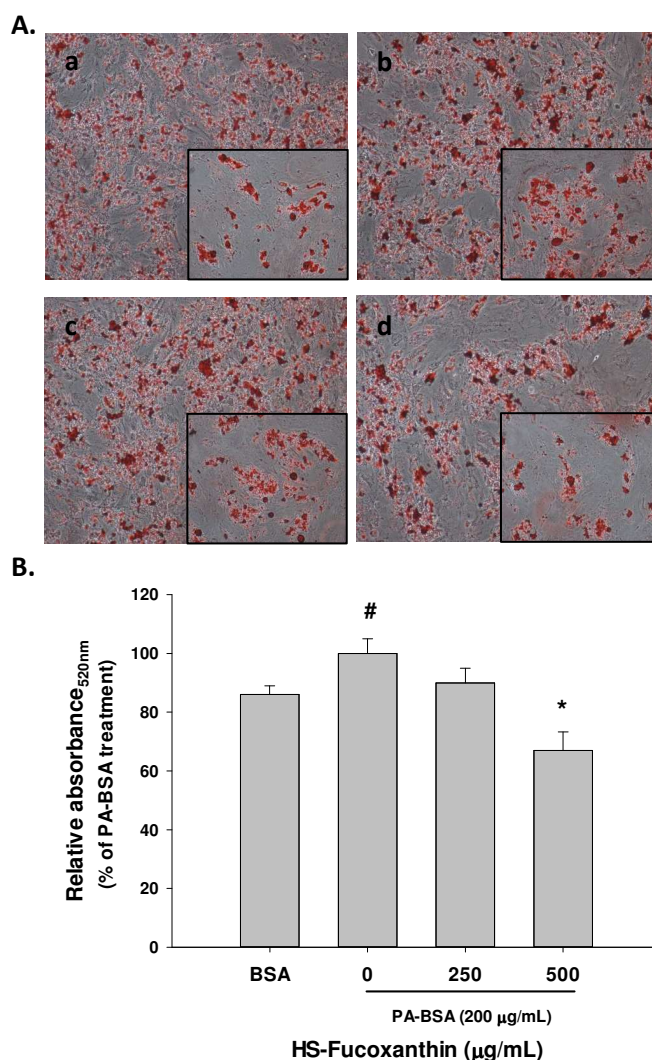 A.
a
b
c
d
B.
Relative absorbance520nm
(% of PA-BSA treatment)
120
100
80
60
40
20
0
#
*
BSA 0 250 500
PA-BSA (200 µg/mL)
HS-Fucoxanthin (µg/mL)